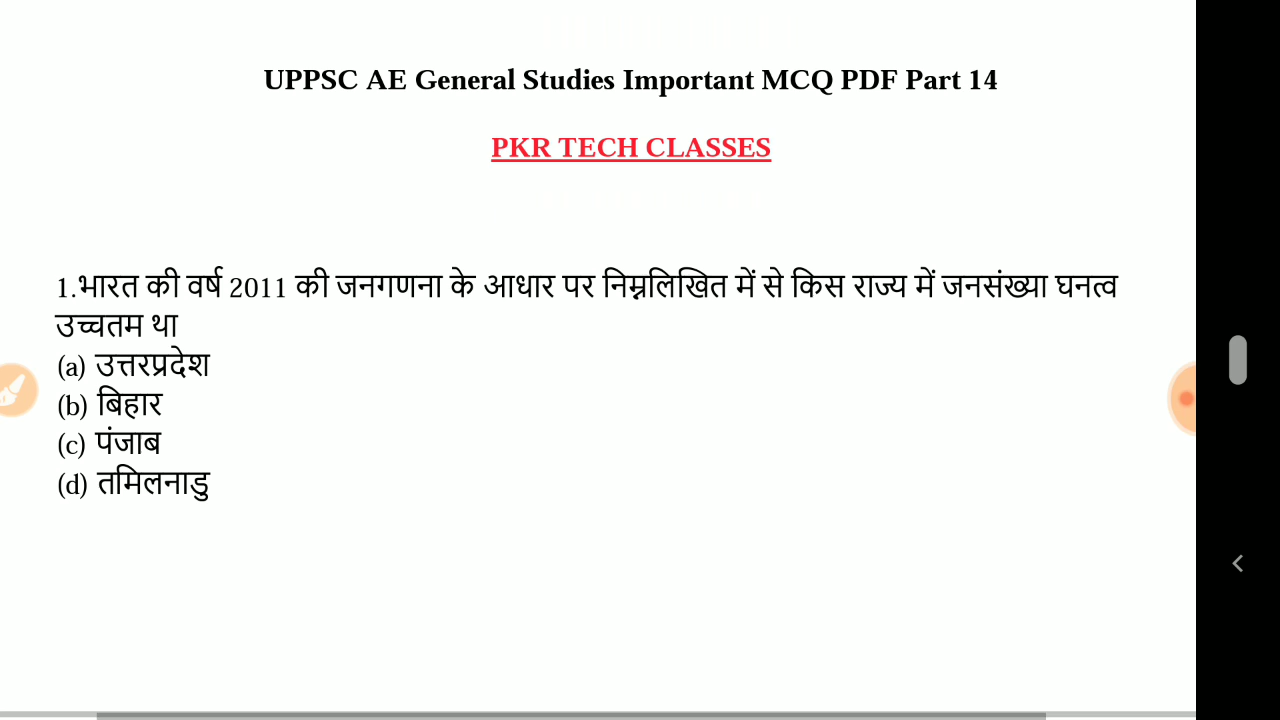 UPPSC AE General Studies Important MCQ PDF Part 14
PKR TECH CLASSES
1.भारत की वर्ष 2011 की जनगणना के आधार पर निम्नलिखित में से किस राज्य में जनसंख्या घनत्व
उच्चतम था
(a) उत्तरप्रदेश
(b) बिहार
(c) पंजाब
(d) तमिलनाडु